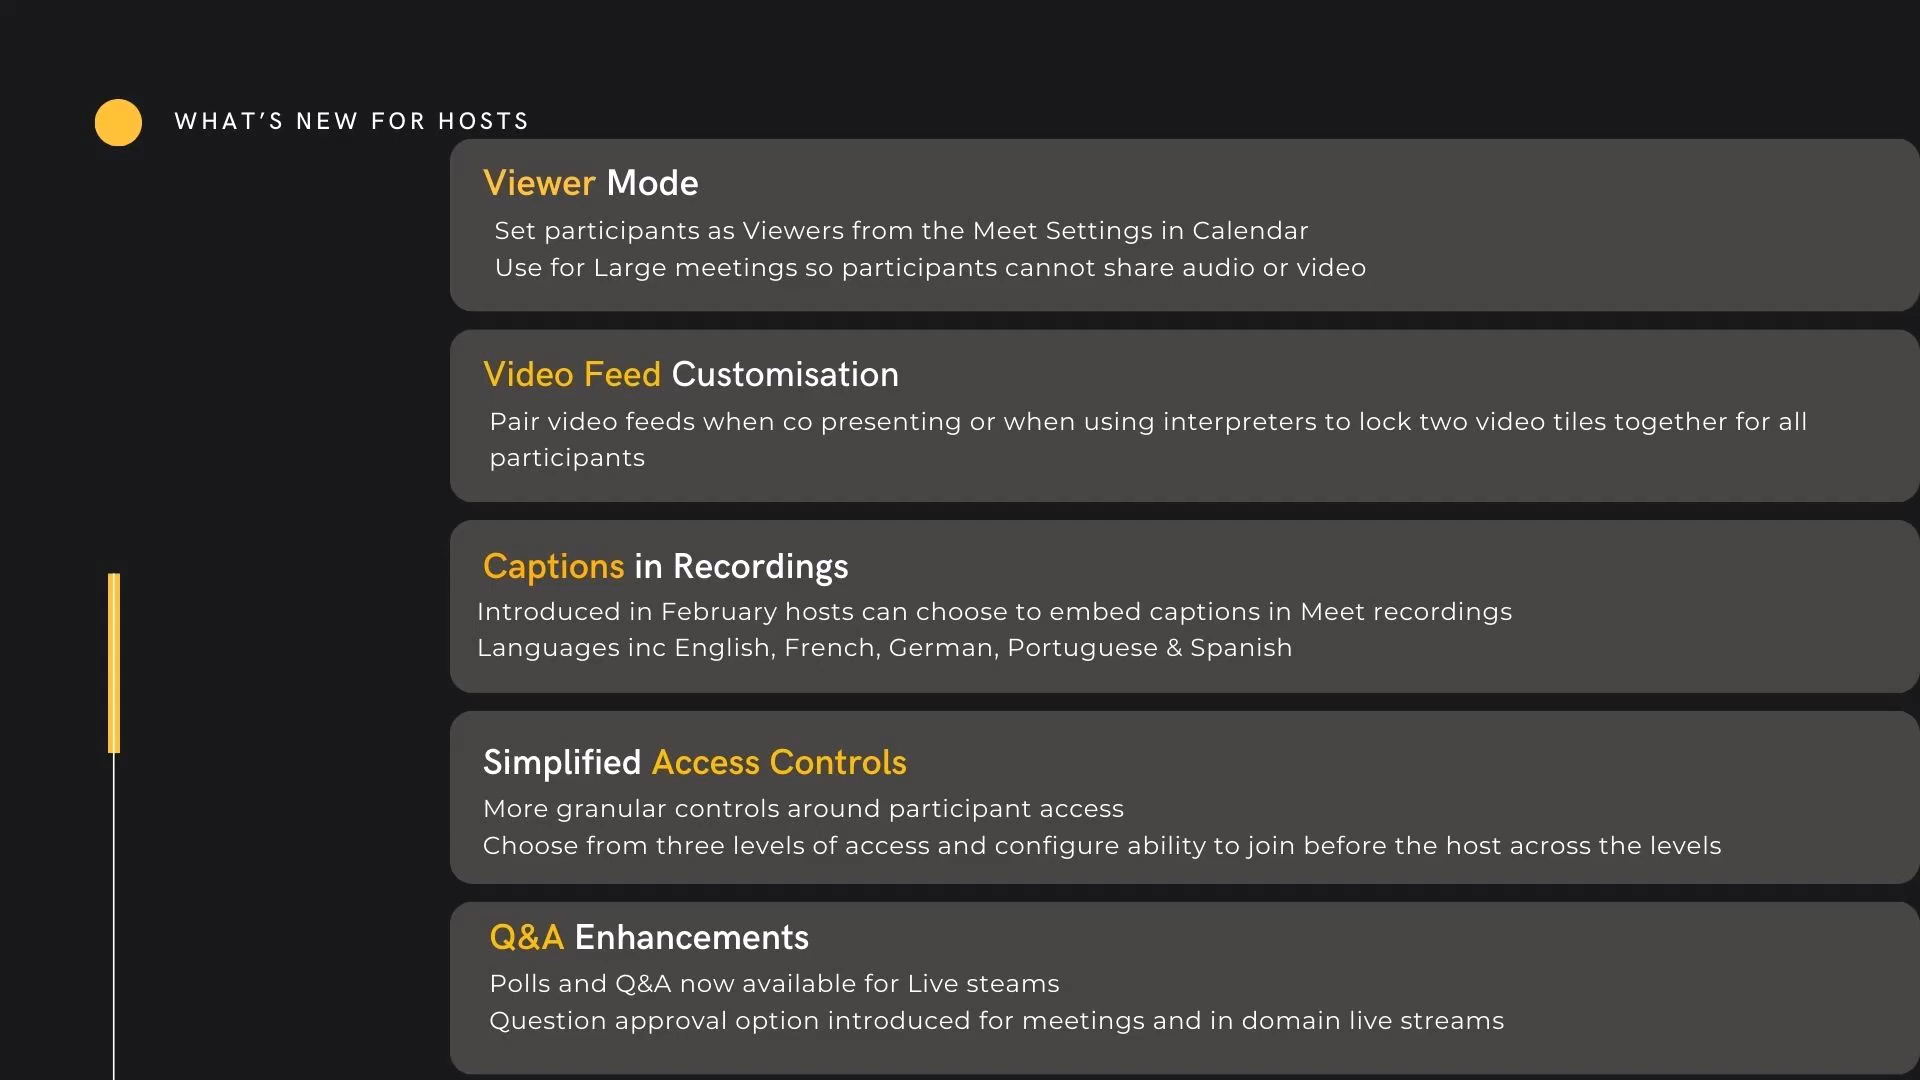 WHAT’S NEW FOR HOSTS
Viewer Mode
Set participants as Viewers from the Meet Settings in Calendar
Use for Large meetings so participants cannot share audio or video
Video Feed Customisation
Pair video feeds when co presenting or when using interpreters to lock two video tiles together for all
participants
Captions in Recordings
Introduced in February hosts can choose to embed captions in Meet recordings
Languages inc English, French, German, Portuguese & Spanish
Simplified Access Controls
More granular controls around participant access
Choose from three levels of access and configure ability to join before the host across the levels
Q&A Enhancements
Polls and Q&A now available for Live steams
Question approval option introduced for meetings and in domain live streams